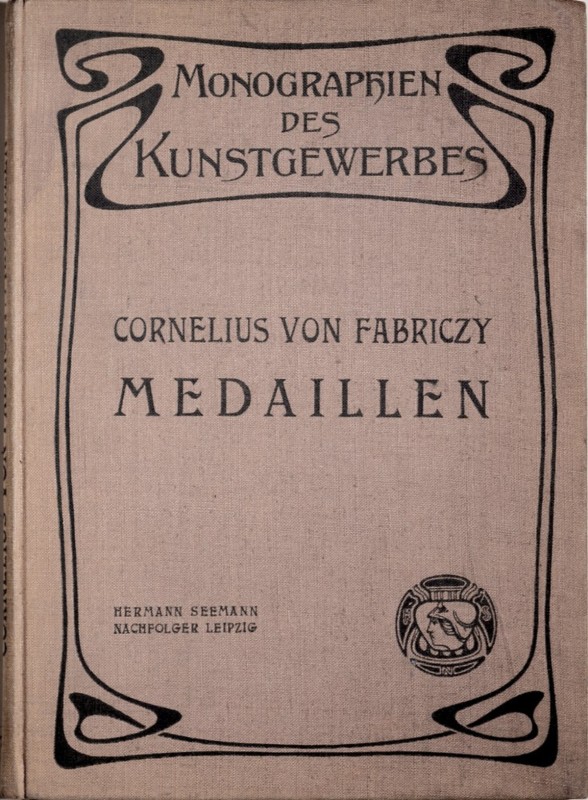 MONOGRAPHIEN
DES
KUNSTGEWERBES
CORNELIUS VON FABRICZY
MEDAILLEN
HERMANN SEEMANN
NACHFOLGER LEIPZIG